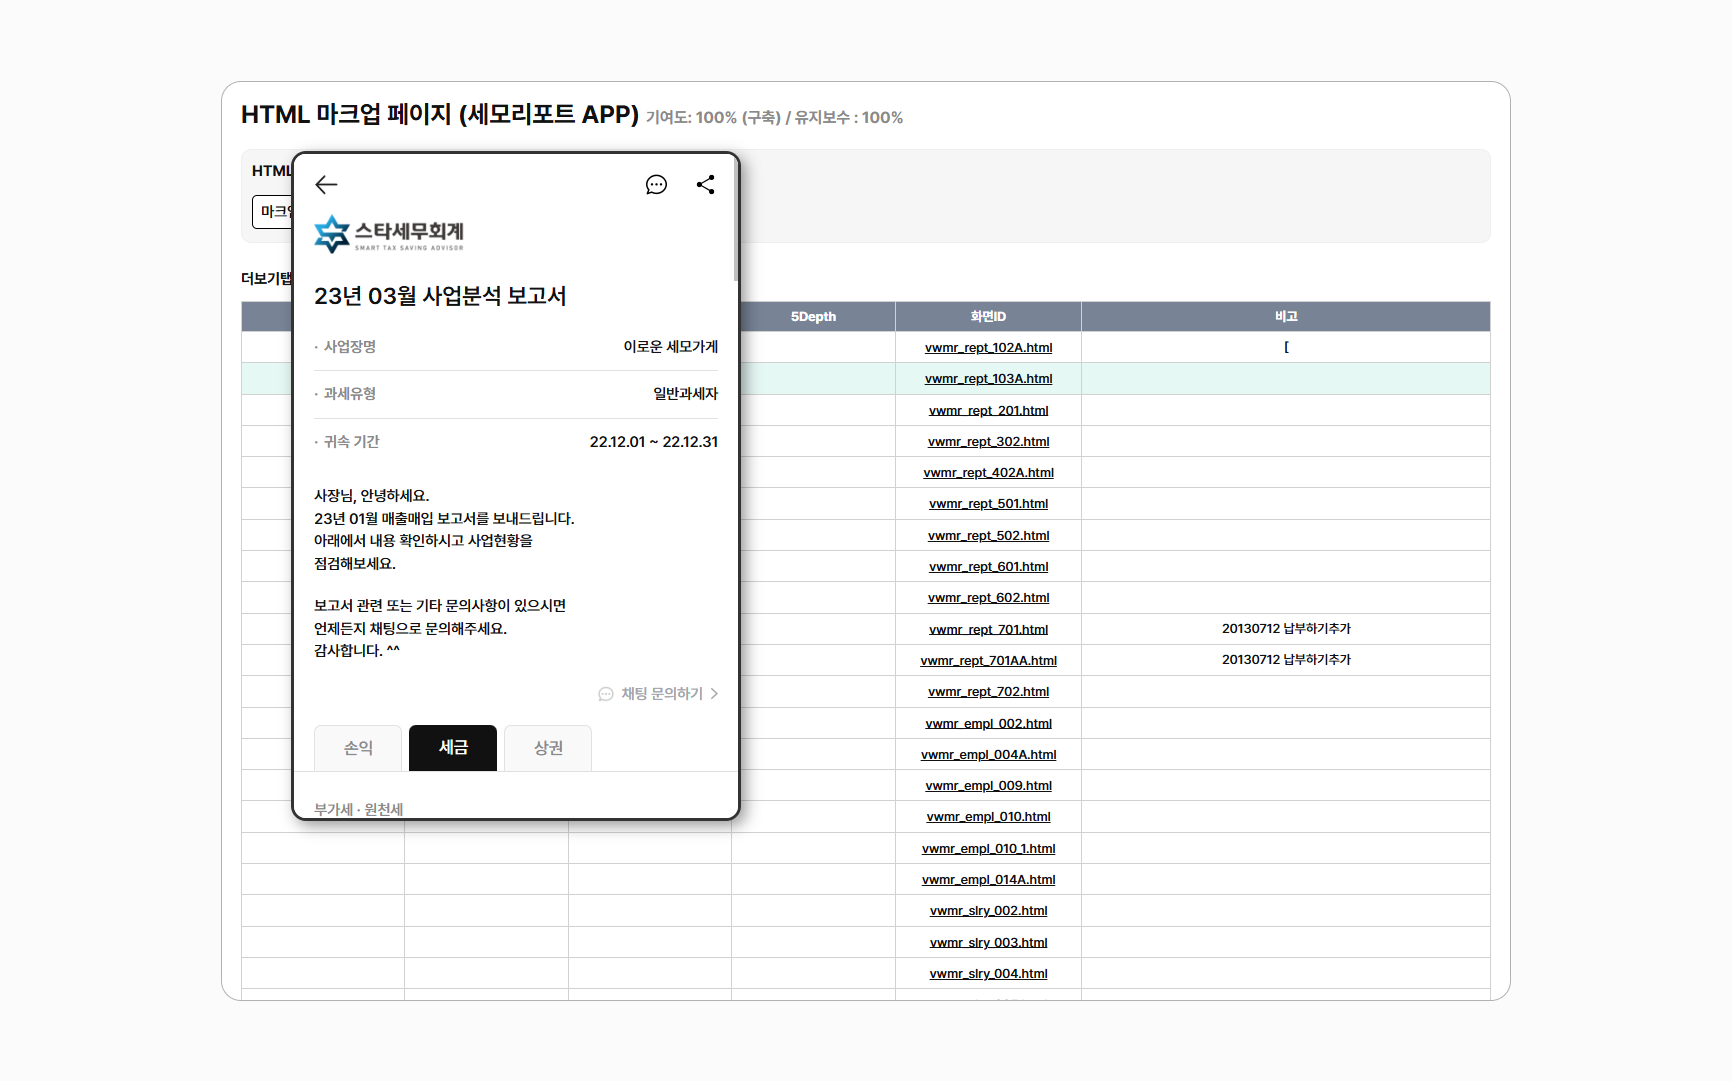 HTML 마크업 페이지 (세모리포트 APP) 기여도: 100% (구축) / 유지보수 : 100%
HTML
마크업
더보기탭
스타세무회계
SMART TAX SAVING ADVISOR
23년 03월 사업분석 보고서
· 사업장명 이로운 세모가게
· 과세유형 일반과세자
· 귀속 기간 22.12.01 ~ 22.12.31
사장님, 안녕하세요.
23년 01월 매출매입 보고서를 보내드립니다.
아래에서 내용 확인하시고 사업현황을
점검해보세요.
보고서 관련 또는 기타 문의사항이 있으시면
언제든지 채팅으로 문의해주세요.
감사합니다. ^^
채팅 문의하기 >
손익 세금 상권
부가세 · 원천세
5Depth 화면ID 비고
vwmr_rept_102A.html [
vwmr_rept_103A.html
vwmr_rept_201.html
vwmr_rept_302.html
vwmr_rept_402A.html
vwmr_rept_501.html
vwmr_rept_502.html
vwmr_rept_601.html
vwmr_rept_602.html
vwmr_rept_701.html 20130712 납부하기추가
vwmr_rept_701AA.html 20130712 납부하기추가
vwmr_rept_702.html
vwmr_empl_002.html
vwmr_empl_004A.html
vwmr_empl_009.html
vwmr_empl_010.html
vwmr_empl_010_1.html
vwmr_empl_014A.html
vwmr_slry_002.html
vwmr_slry_003.html
vwmr_slry_004.html